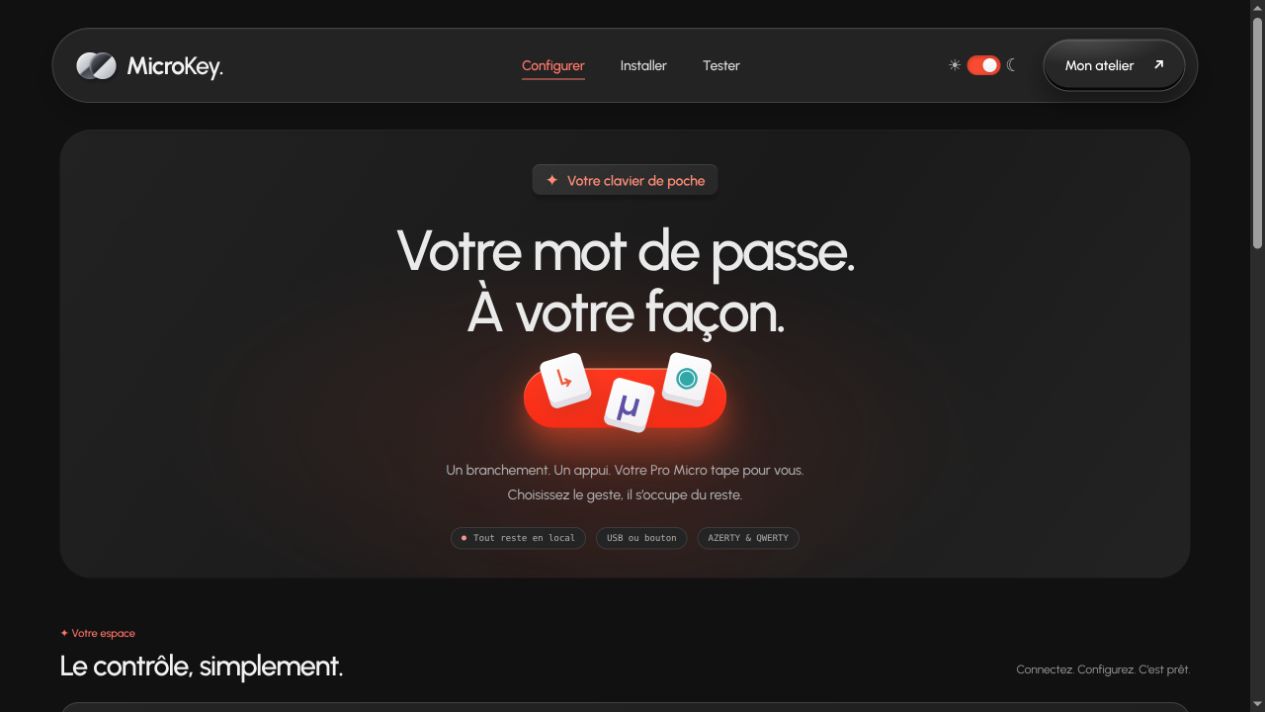 MicroKey.
Configurer
Installer
Tester
Mon atelier
Votre clavier de poche
Votre mot de passe.
À votre façon.
µ
Un branchement. Un appui. Votre Pro Micro tape pour vous.
Choisissez le geste, il s'occupe du reste.
Tout reste en local
USB ou bouton
AZERTY & QWERTY
Votre espace
Le contrôle, simplement.
Connectez. Configurez. C'est prêt.